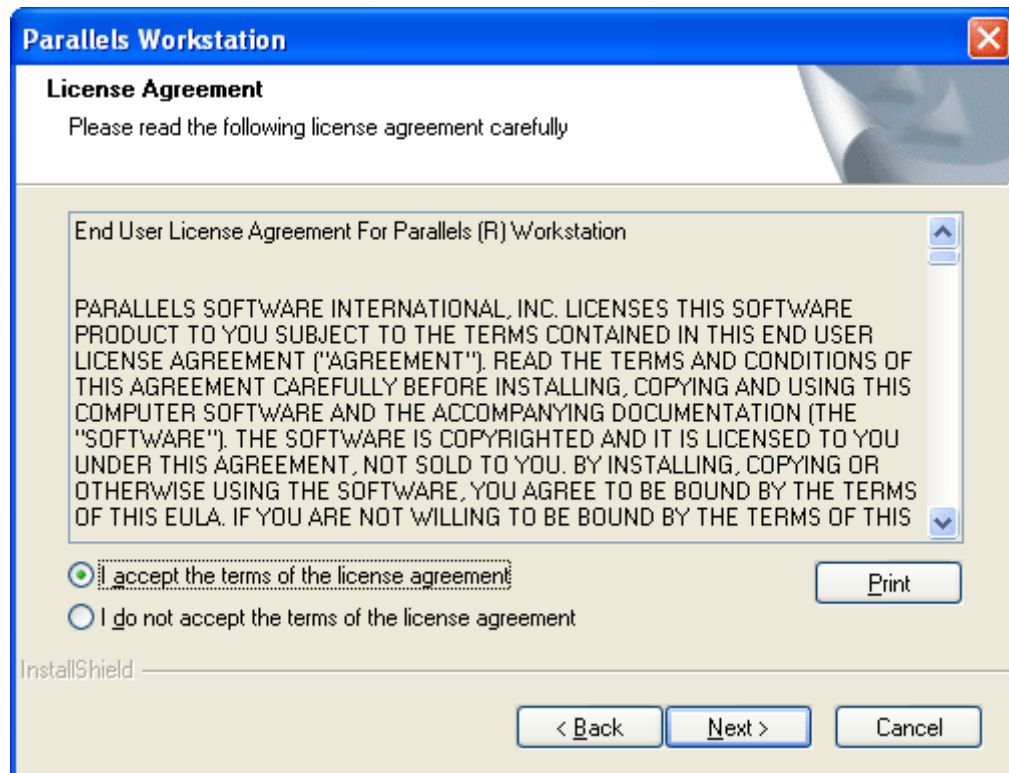 Parallels Workstation
License Agreement
Please read the following license agreement carefully
End User License Agreement For Parallels (R) Workstation
PARALLELS SOFTWARE INTERNATIONAL, INC. LICENSES THIS SOFTWARE
PRODUCT TO YOU SUBJECT TO THE TERMS CONTAINED IN THIS END USER
LICENSE AGREEMENT ("AGREEMENT"). READ THE TERMS AND CONDITIONS OF
THIS AGREEMENT CAREFULLY BEFORE INSTALLING, COPYING AND USING THIS
COMPUTER SOFTWARE AND THE ACCOMPANYING DOCUMENTATION (THE
"SOFTWARE"). THE SOFTWARE IS COPYRIGHTED AND IT IS LICENSED TO YOU
UNDER THIS AGREEMENT, NOT SOLD TO YOU. BY INSTALLING, COPYING OR
OTHERWISE USING THE SOFTWARE, YOU AGREE TO BE BOUND BY THE TERMS
OF THIS EULA. IF YOU ARE NOT WILLING TO BE BOUND BY THE TERMS OF THIS
I accept the terms of the license agreement
Print
I do not accept the terms of the license agreement
InstallShield
< Back
Next >
Cancel